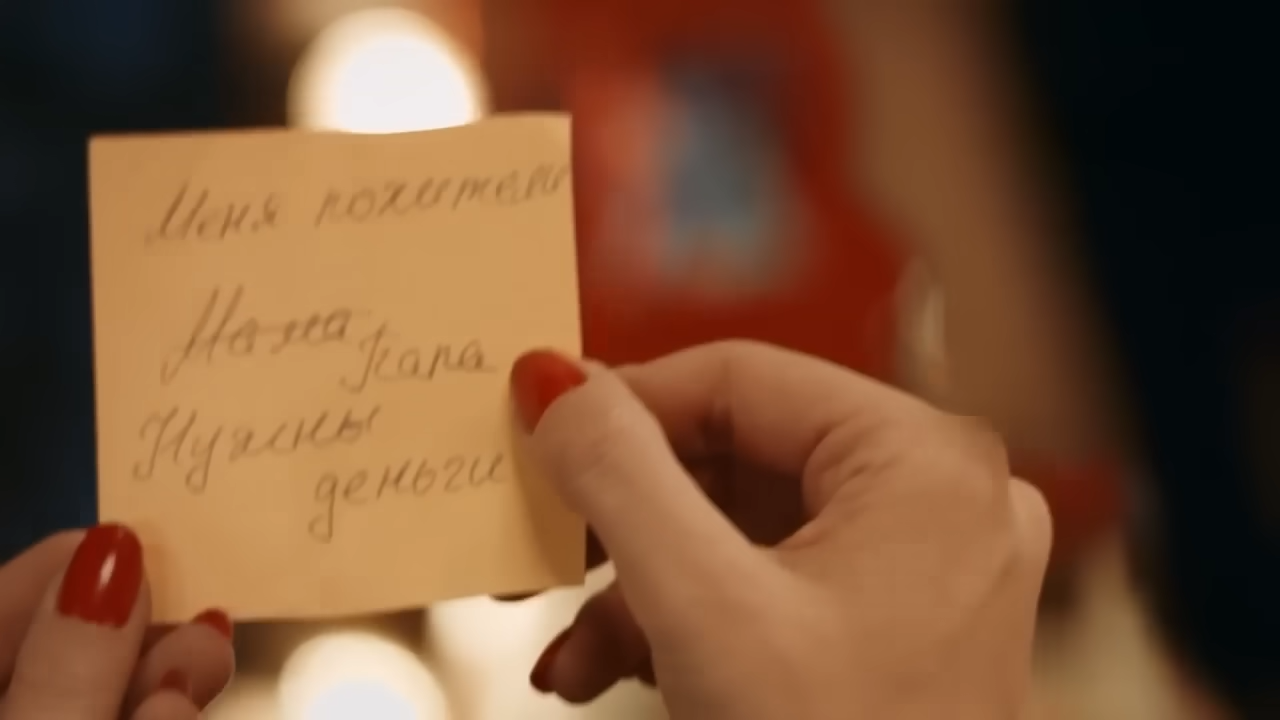 Меня похители
Мама
Папа
Нужны
деньги